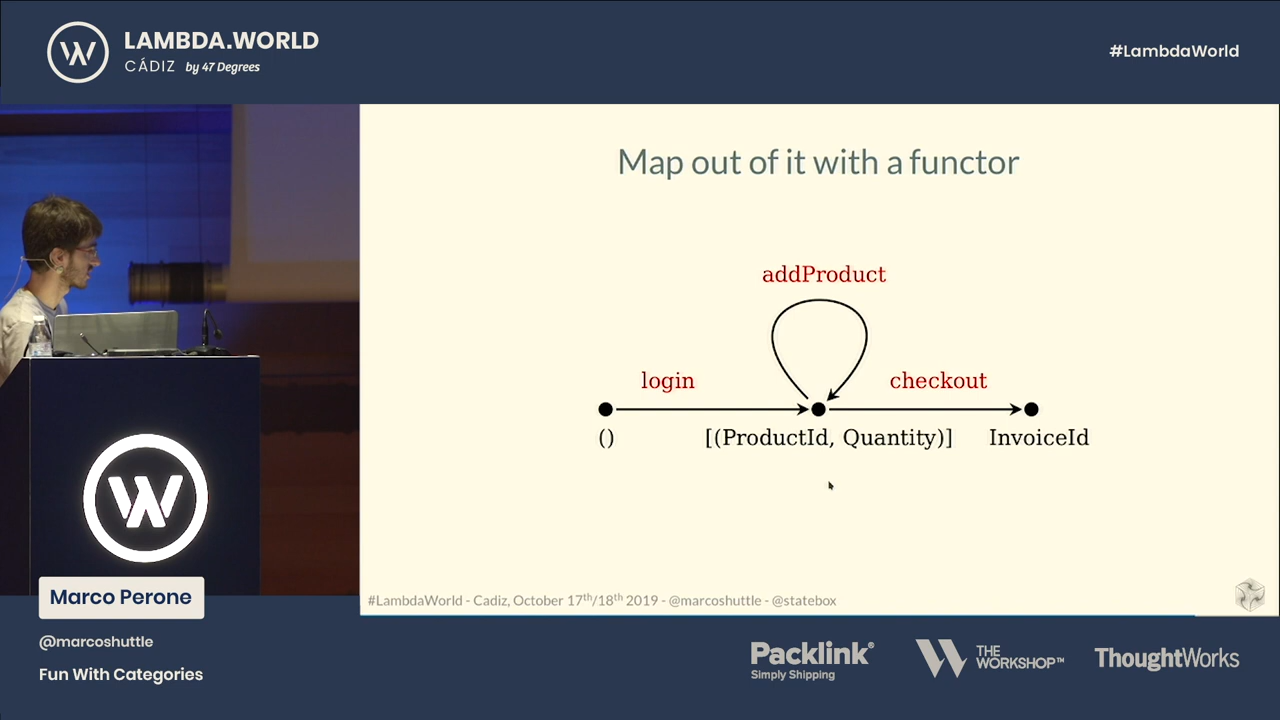 LAMBDA.WORLD
CÁDIZ by 47 Degrees
#LambdaWorld
Map out of it with a functor
addProduct
login
checkout
()
[(ProductId, Quantity)]
InvoiceId
#LambdaWorld - Cadiz, October 17th/18th 2019 - @marcoshuttle - @statebox
Marco Perone
@marcoshuttle
Fun With Categories
Packlink®
Simply Shipping
THE
WORKSHOP™
ThoughtWorks